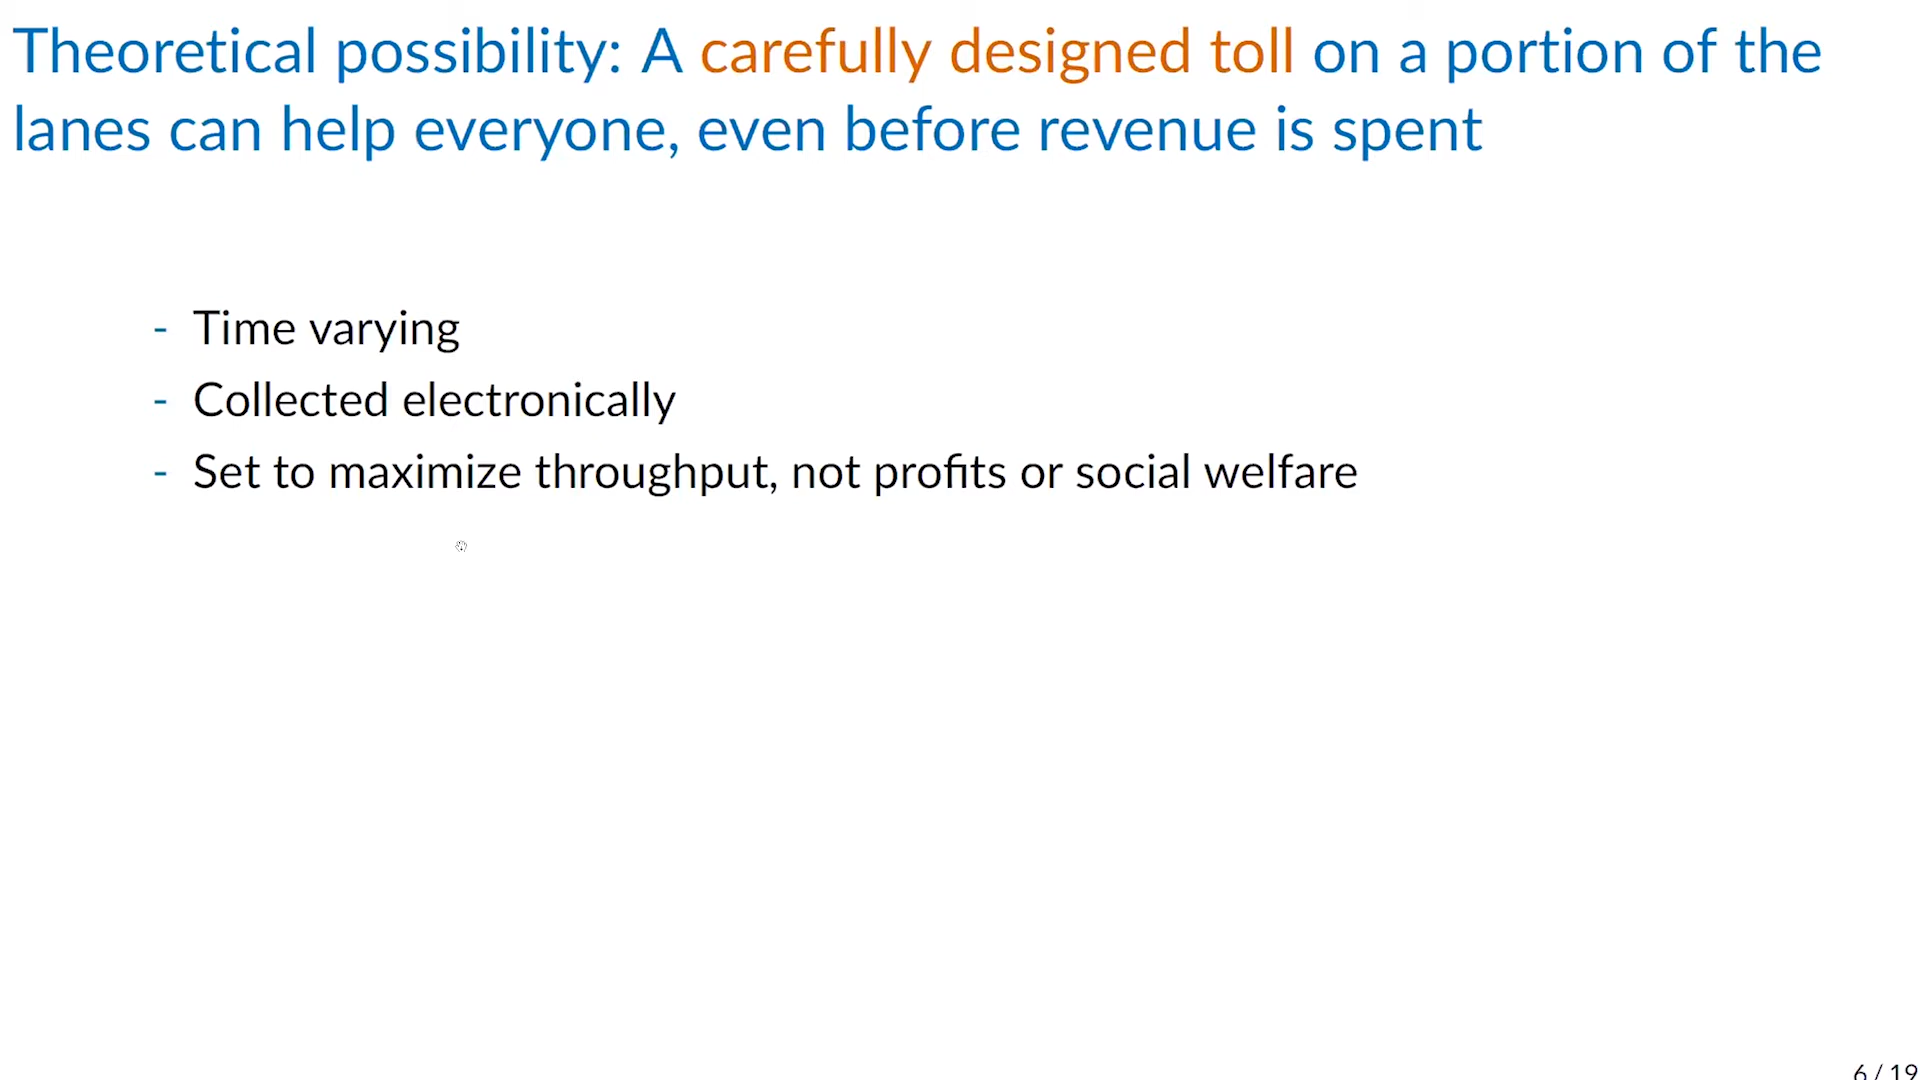 Theoretical possibility: A carefully designed toll on a portion of the
lanes can help everyone, even before revenue is spent
- Time varying
- Collected electronically
- Set to maximize throughput, not profits or social welfare
6 / 19